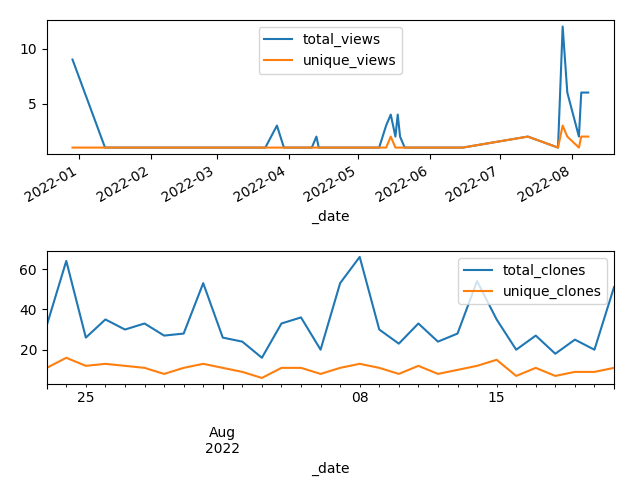 total_views
unique_views
10
5
2022-01
2022-02
2022-03
2022-04
2022-05
2022-06
2022-07
2022-08
_date
total_clones
unique_clones
60
40
20
25
08
15
Aug
2022
_date